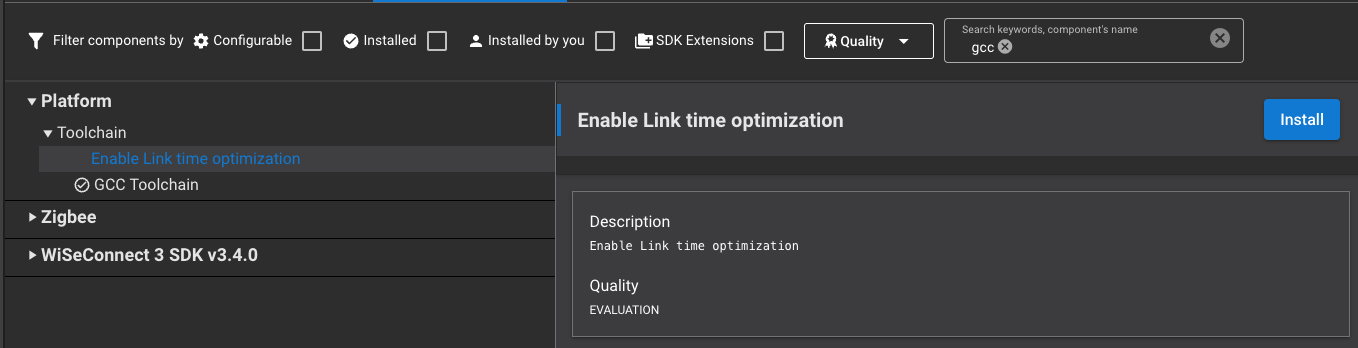 Filter components by Configurable Installed Installed by you SDK Extensions Quality Search keywords, component's name
gcc
Platform
Toolchain
Enable Link time optimization
GCC Toolchain
Zigbee
WiSeConnect 3 SDK v3.4.0
Enable Link time optimization Install
Description
Enable Link time optimization
Quality
EVALUATION